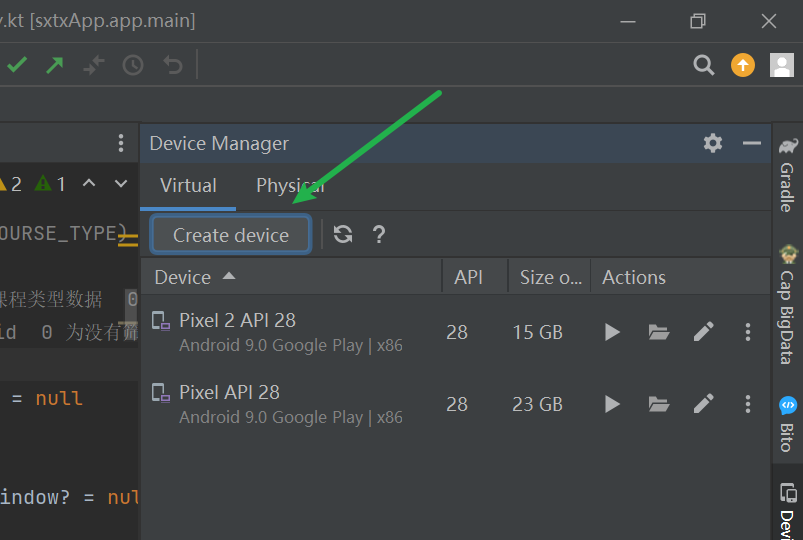 .kt [sxtxApp.app.main]
Device Manager
2 1
Virtual Physical
OURSE_TYPE)
Create device ?
Device API Size o... Actions
课程类型数据 0
Pixel 2 API 28 28 15 GB
id 0 为没有
Android 9.0 Google Play | x86
Pixel API 28 28 23 GB
= null
Android 9.0 Google Play | x86
indow? = nul
Gradle
Cap BigData
Bito
Devi